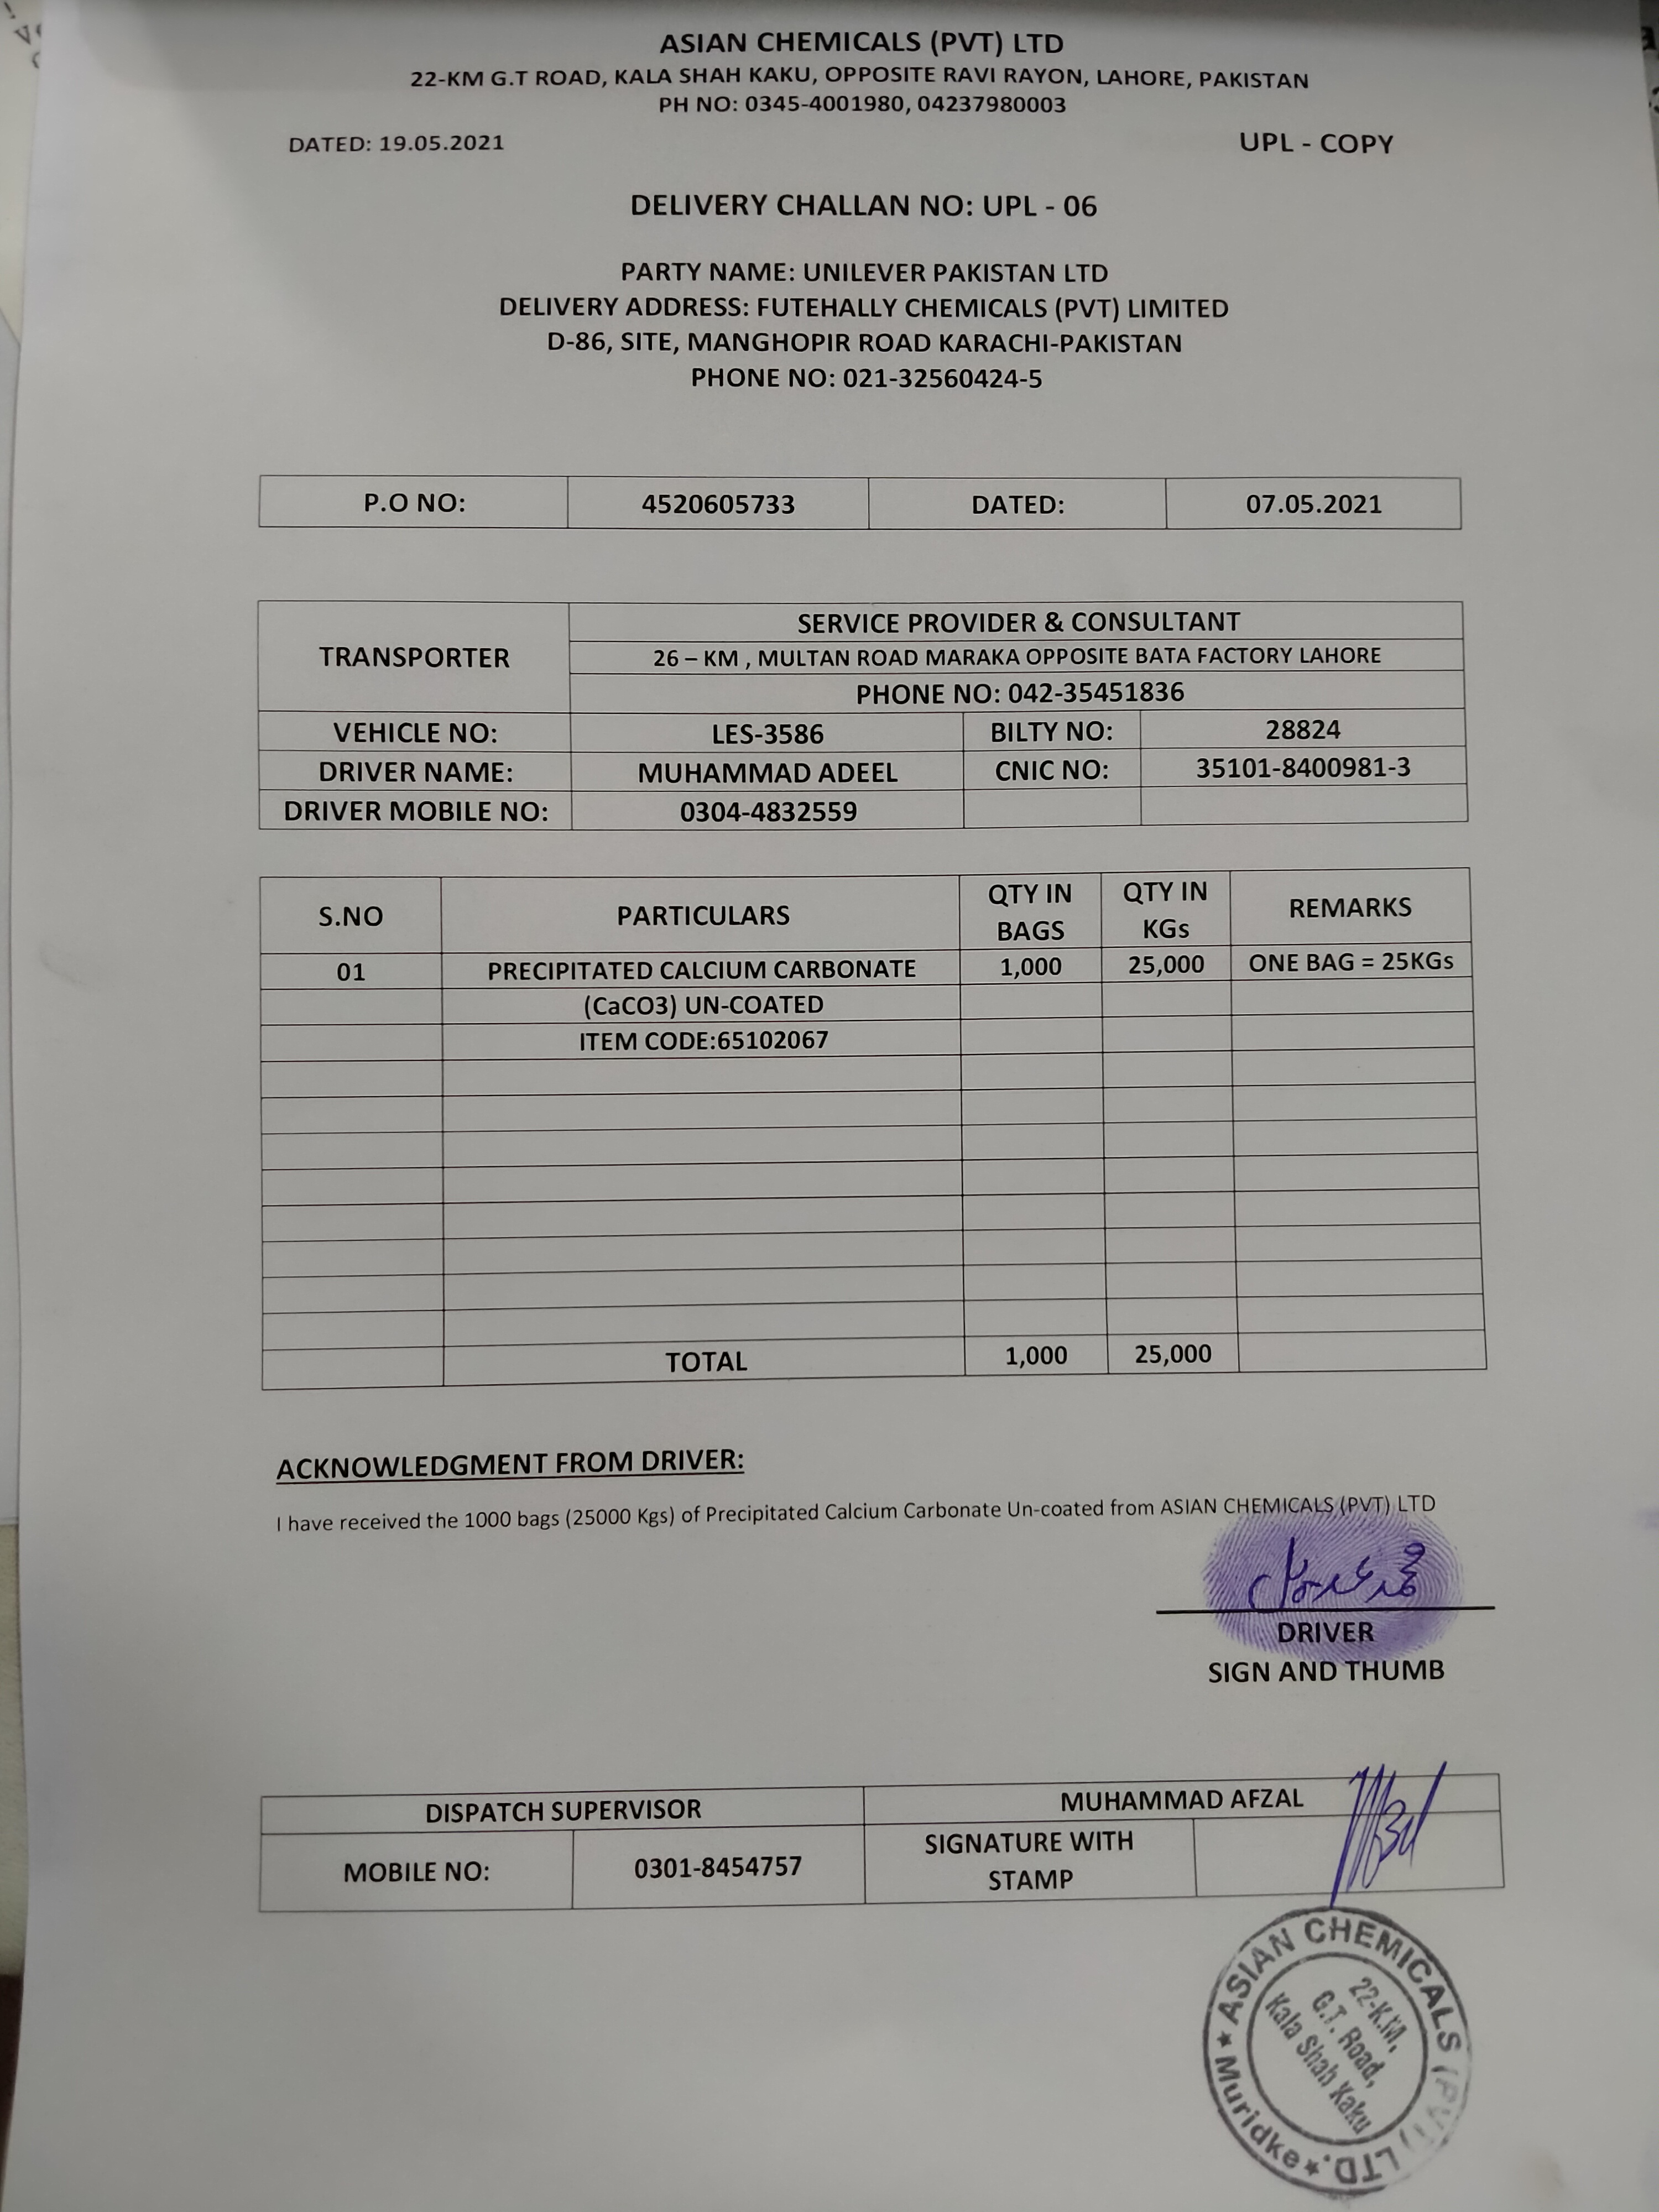 ASIAN CHEMICALS (PVT) LTD
22-KM G.T ROAD, KALA SHAH KAKU, OPPOSITE RAVI RAYON, LAHORE, PAKISTAN
PH NO: 0345-4001980, 04237980003
DATED: 19.05.2021 UPL - COPY
DELIVERY CHALLAN NO: UPL - 06
PARTY NAME: UNILEVER PAKISTAN LTD
DELIVERY ADDRESS: FUTEHALLY CHEMICALS (PVT) LIMITED
D-86, SITE, MANGHOPIR ROAD KARACHI-PAKISTAN
PHONE NO: 021-32560424-5
P.O NO: 4520605733 DATED: 07.05.2021
SERVICE PROVIDER & CONSULTANT
TRANSPORTER 26 – KM , MULTAN ROAD MARAKA OPPOSITE BATA FACTORY LAHORE
PHONE NO: 042-35451836
VEHICLE NO: LES-3586 BILTY NO: 28824
DRIVER NAME: MUHAMMAD ADEEL CNIC NO: 35101-8400981-3
DRIVER MOBILE NO: 0304-4832559
S.NO PARTICULARS QTY IN BAGS QTY IN KGs REMARKS
01 PRECIPITATED CALCIUM CARBONATE 1,000 25,000 ONE BAG = 25KGs
(CaCO3) UN-COATED
ITEM CODE:65102067
TOTAL 1,000 25,000
ACKNOWLEDGMENT FROM DRIVER:
I have received the 1000 bags (25000 Kgs) of Precipitated Calcium Carbonate Un-coated from ASIAN CHEMICALS (PVT) LTD
DRIVER
SIGN AND THUMB
DISPATCH SUPERVISOR MUHAMMAD AFZAL
MOBILE NO: 0301-8454757 SIGNATURE WITH STAMP
ASIAN CHEMICALS (PVT) LTD.
22-K.M,
G.T. Road,
Kala Shah Kaku
★ Muridke ★